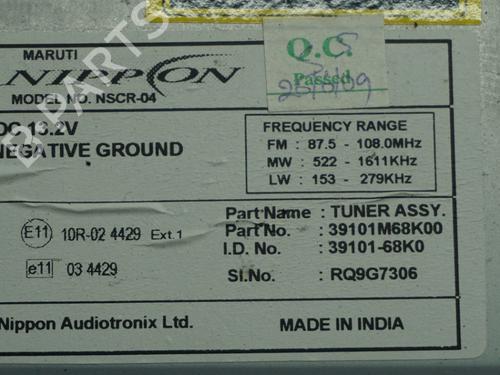 MARUTI
NIPPON
MODEL NO. NSCR-04
Q.C.
Passed
DC 13.2V
NEGATIVE GROUND
FREQUENCY RANGE
FM : 87.5 - 108.0MHz
MW : 522 - 1611KHz
LW : 153 - 279KHz
Part Name : TUNER ASSY.
Part No. : 39101M68K00
I.D. No. : 39101-68K0
SI.No. : RQ9G7306
E11 10R-02 4429 Ext.1
e11 03 4429
Nippon Audiotronix Ltd.
MADE IN INDIA